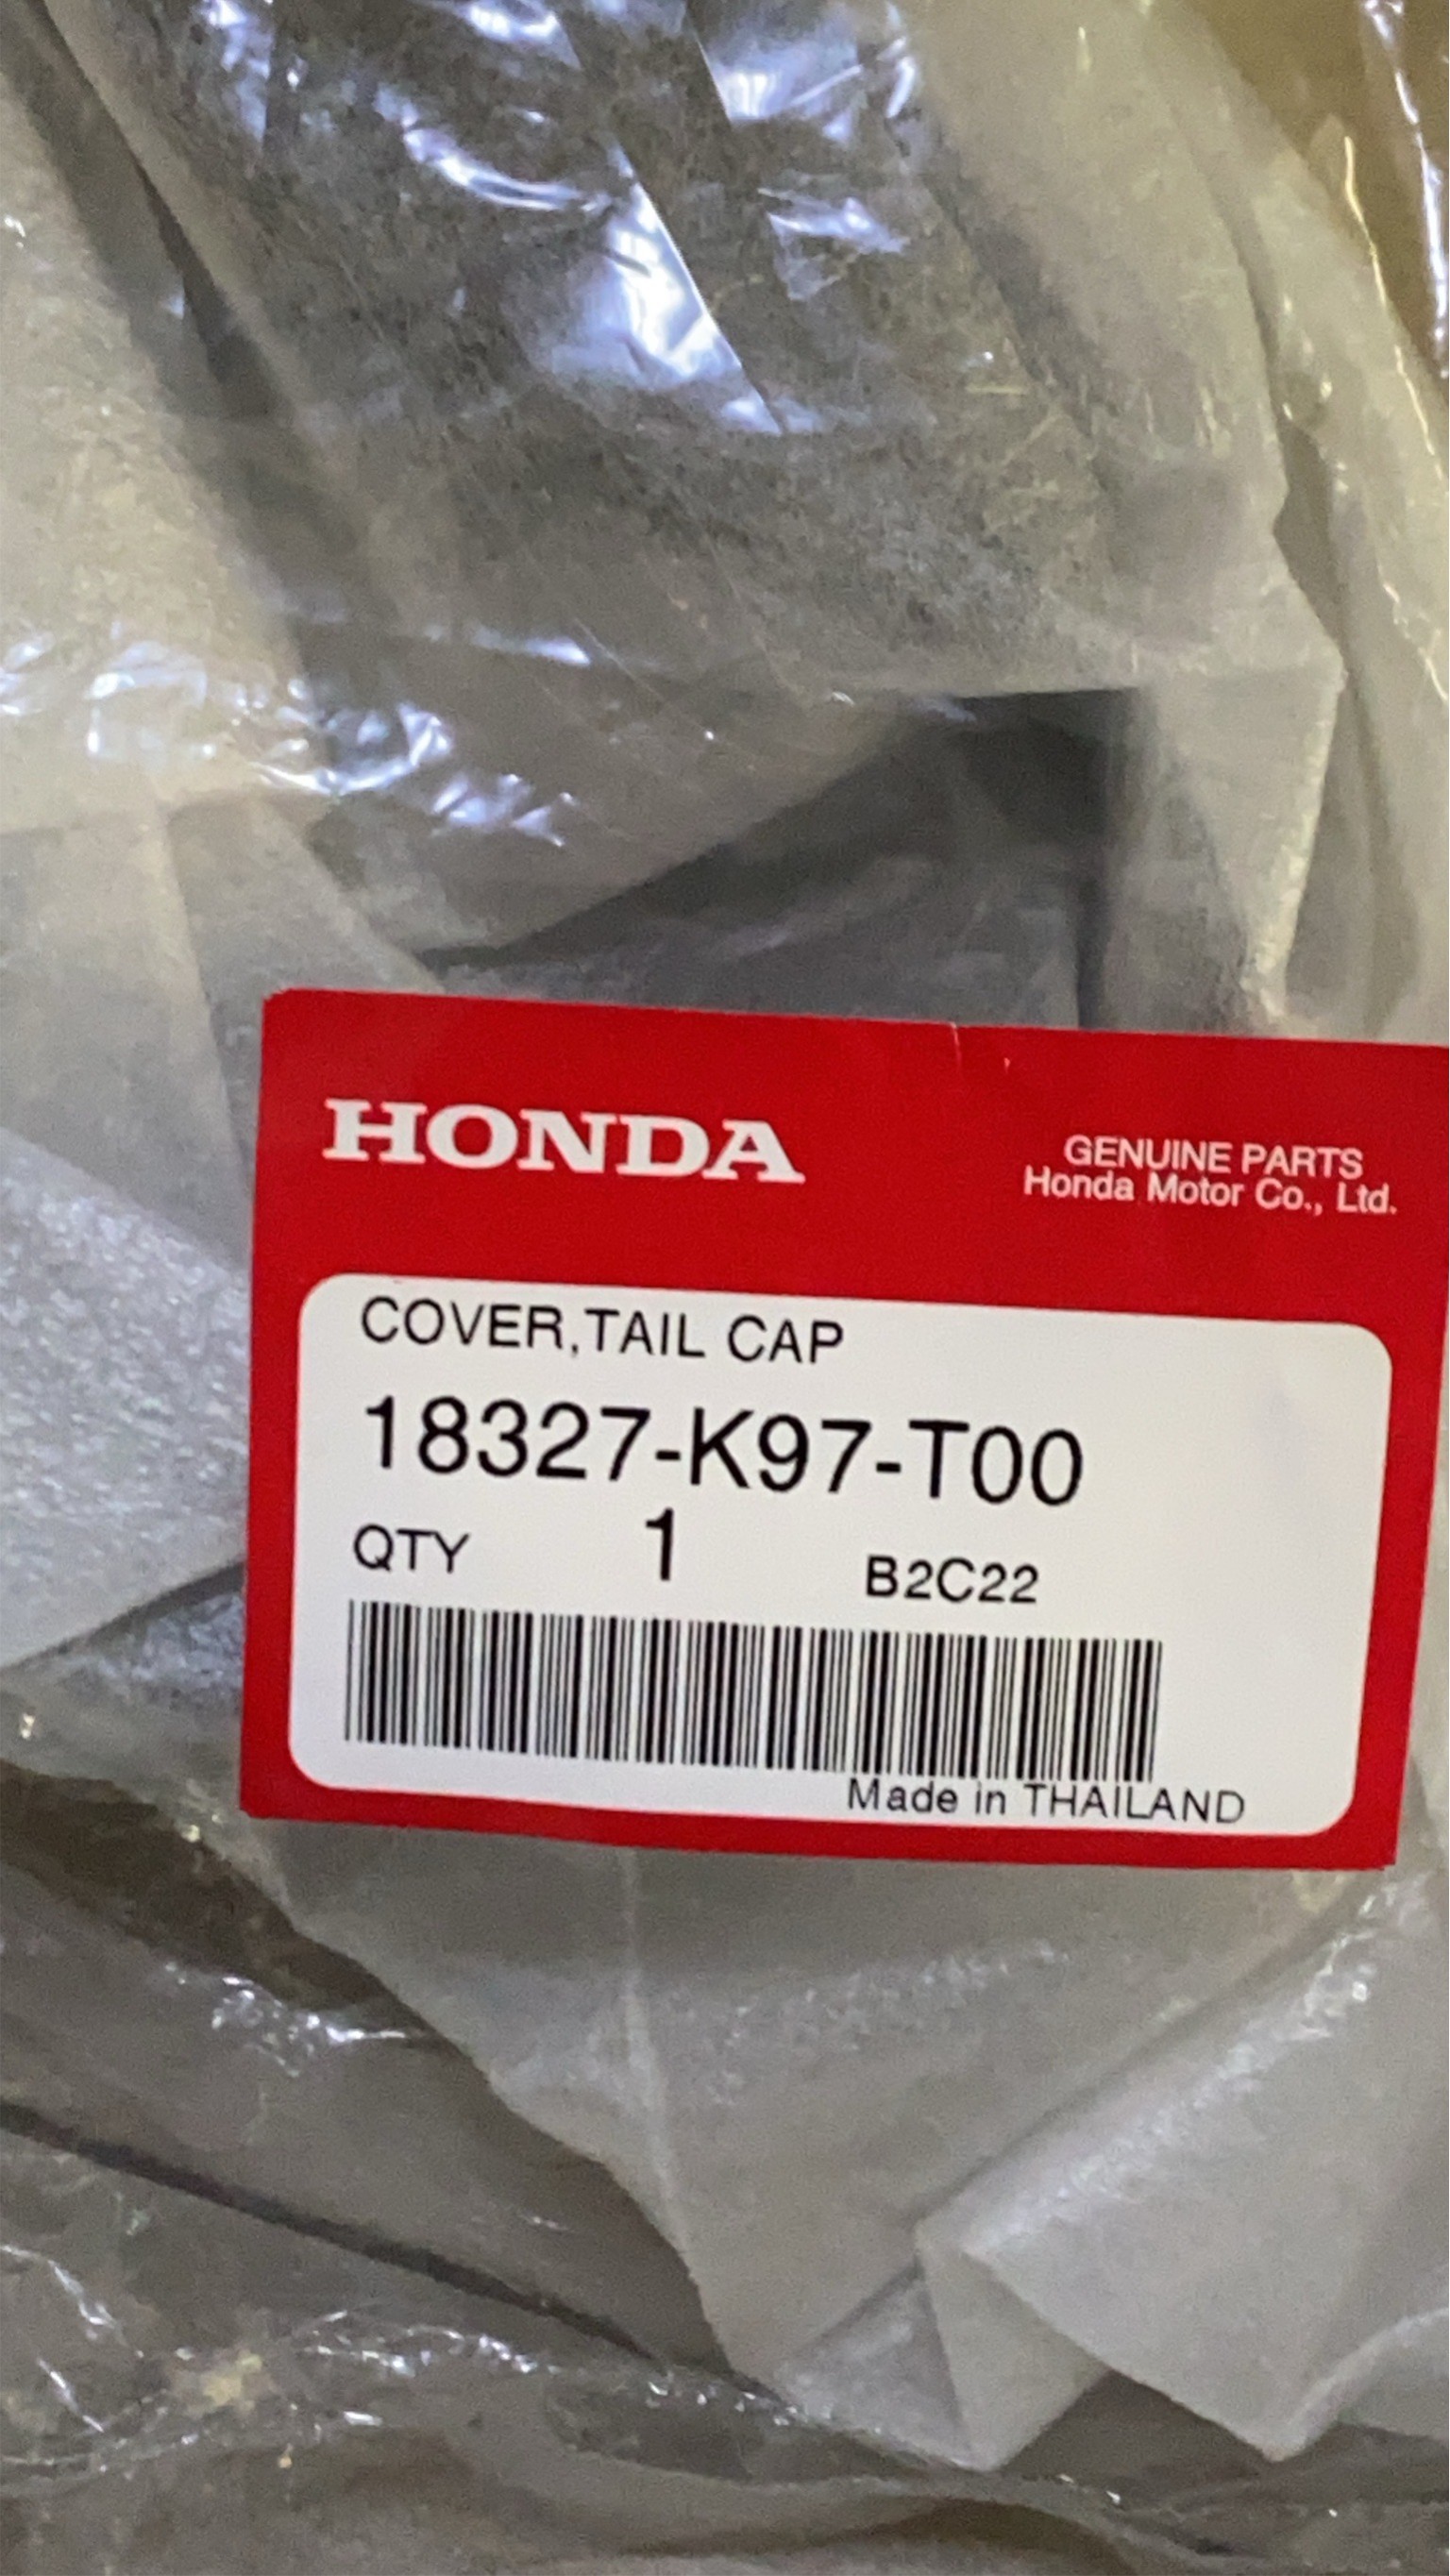 HONDA
GENUINE PARTS
Honda Motor Co., Ltd.
COVER,TAIL CAP
18327-K97-T00
QTY 1 B2C22
Made in THAILAND